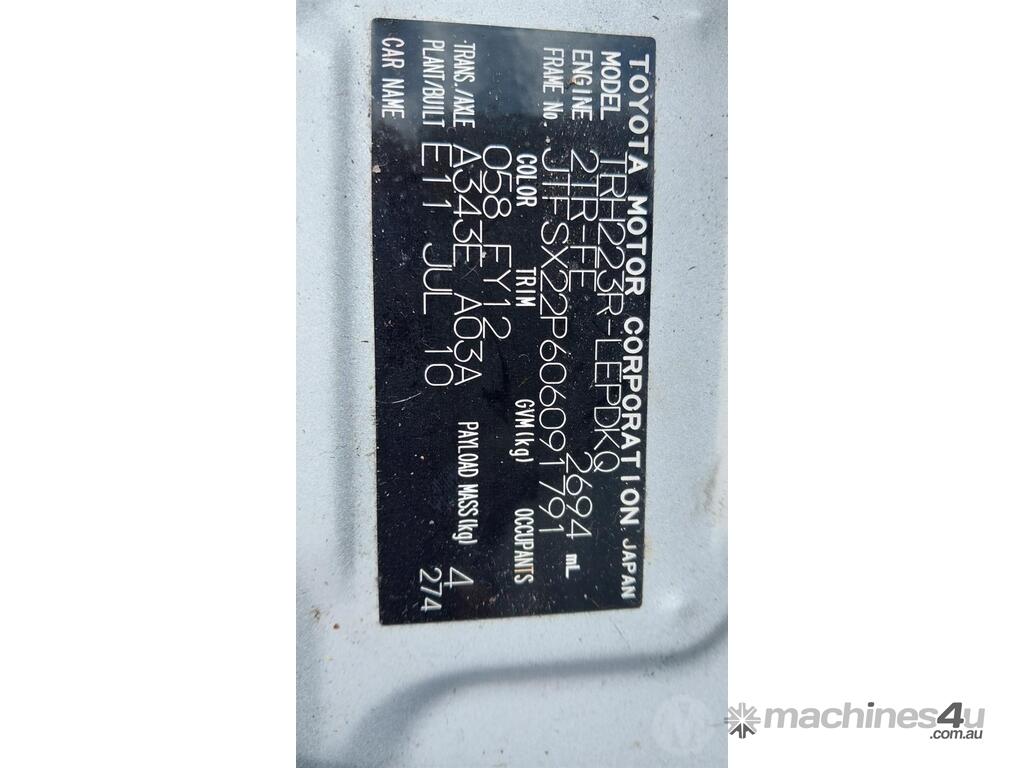 TOYOTA MOTOR CORPORATION JAPAN
MODEL TRH223R-LEPDKQ
ENGINE 2TR-FE 2694 mL
FRAME No. JTFSX22P606091791
COLOR TRIM GVM(kg) OCCUPANTS
058 FY12
TRANS./AXLE A343E A03A PAYLOAD MASS(kg) 4
PLANT/BUILT E11 JUL 10 274
CAR NAME
machines4u
.com.au